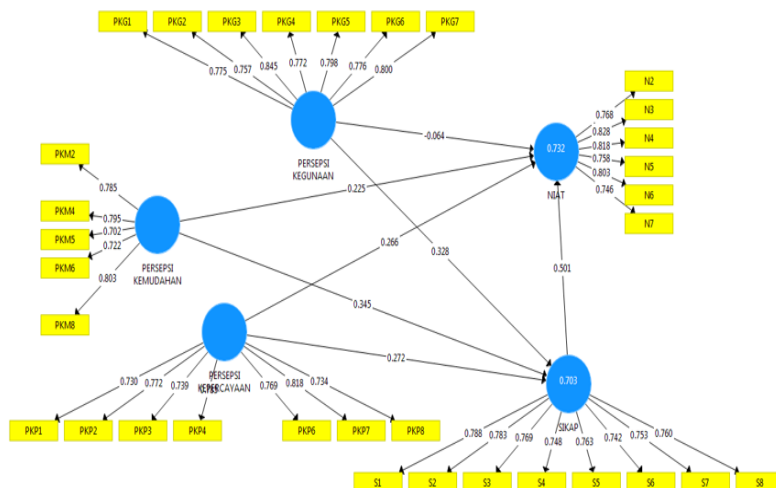 PKG1 PKG2 PKG3 PKG4 PKG5 PKG6 PKG7
0.775 0.757 0.845 0.772 0.798 0.776 0.800
PERSEPSI
KEGUNAAN
-0.064
0.328
N2
N3
N4
N5
N6
N7
0.768
0.828
0.818
0.758
0.803
0.746
0.732
NIAT
PKM2
PKM4
PKM5
PKM6
PKM8
0.785
0.795
0.702
0.722
0.803
PERSEPSI
KEMUDAHAN
0.225
0.345
0.266
0.272
0.501
PERSEPSI
KEPERCAYAAN
0.730 0.772 0.739 0.769 0.818 0.734
PKP1 PKP2 PKP3 PKP4 PKP6 PKP7 PKP8
0.703
SIKAP
0.788 0.783 0.769 0.748 0.763 0.742 0.753 0.760
S1 S2 S3 S4 S5 S6 S7 S8